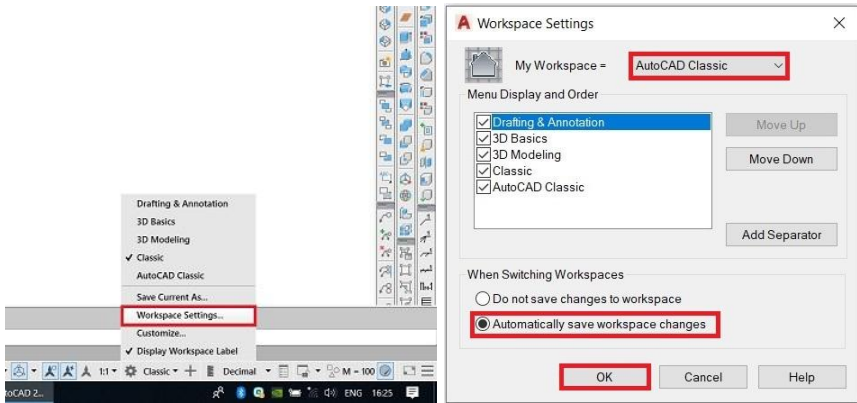 Drafting & Annotation
3D Basics
3D Modeling
✓ Classic
AutoCAD Classic
Save Current As...
Workspace Settings...
Customize...
✓ Display Workspace Label
1:1 Classic Decimal M - 100
toCAD 2... ENG 16:25
Workspace Settings
My Workspace = AutoCAD Classic
Menu Display and Order
Drafting & Annotation
3D Basics
3D Modeling
Classic
AutoCAD Classic
Move Up
Move Down
Add Separator
When Switching Workspaces
Do not save changes to workspace
Automatically save workspace changes
OK Cancel Help